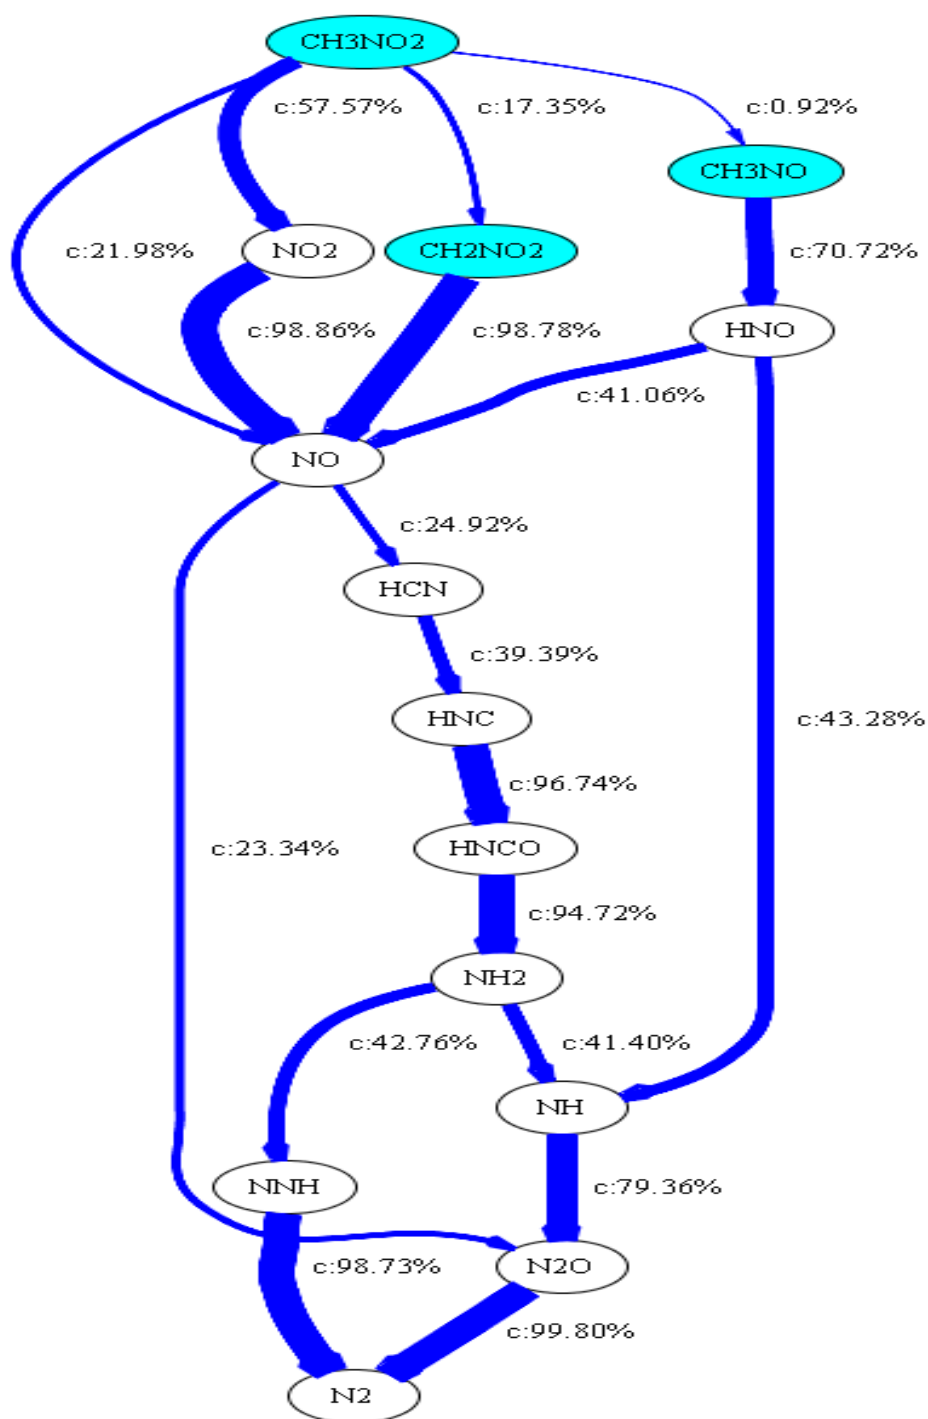 CH3NO2
c:57.57%
c:17.35%
c:0.92%
CH3NO
c:21.98%
NO2
CH2NO2
c:70.72%
c:98.86%
c:98.78%
HNO
c:41.06%
NO
c:24.92%
HCN
c:39.39%
HNC
c:43.28%
c:96.74%
c:23.34%
HNCO
c:94.72%
NH2
c:42.76%
c:41.40%
NH
NNH
c:79.36%
c:98.73%
N2O
c:99.80%
N2